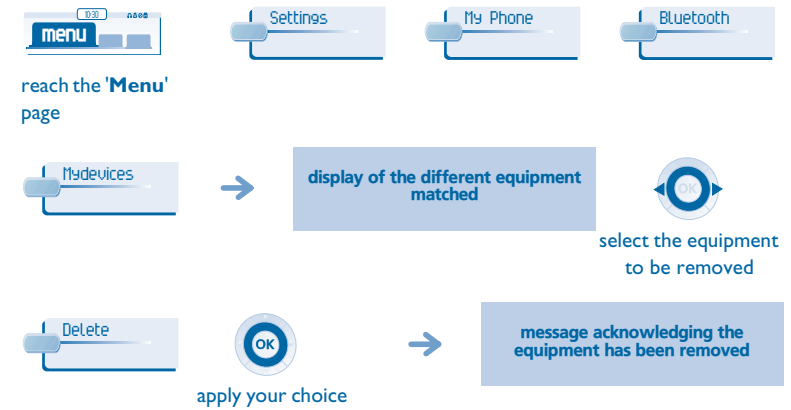 10:30
menu
Settings
My Phone
Bluetooth
reach the 'Menu'
page
Mydevices
display of the different equipment
matched
OK
select the equipment
to be removed
Delete
OK
apply your choice
message acknowledging the
equipment has been removed